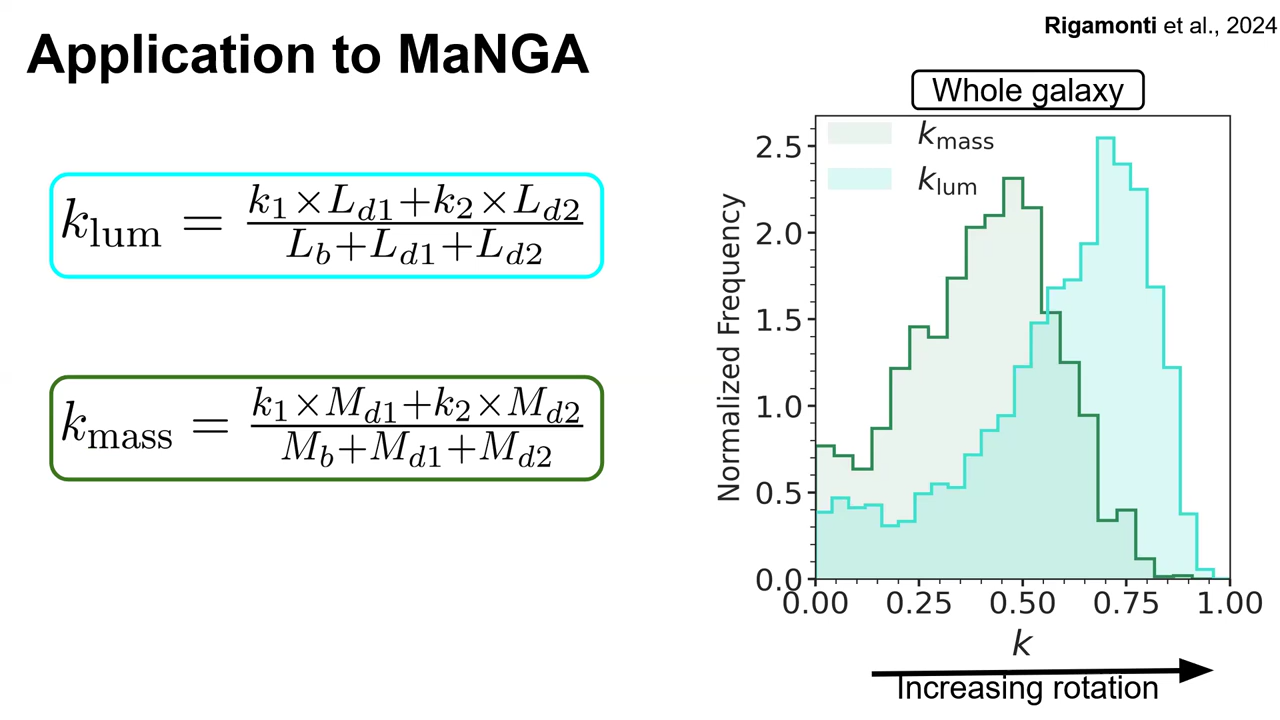 Application to MaNGA
Rigamonti et al., 2024
k_lum = (k_1×L_d1+k_2×L_d2)/(L_b+L_d1+L_d2)
k_mass = (k_1×M_d1+k_2×M_d2)/(M_b+M_d1+M_d2)
Whole galaxy
k_mass
k_lum
Normalized Frequency
2.5
2.0
1.5
1.0
0.5
0.0
0.00 0.25 0.50 0.75 1.00
k
Increasing rotation